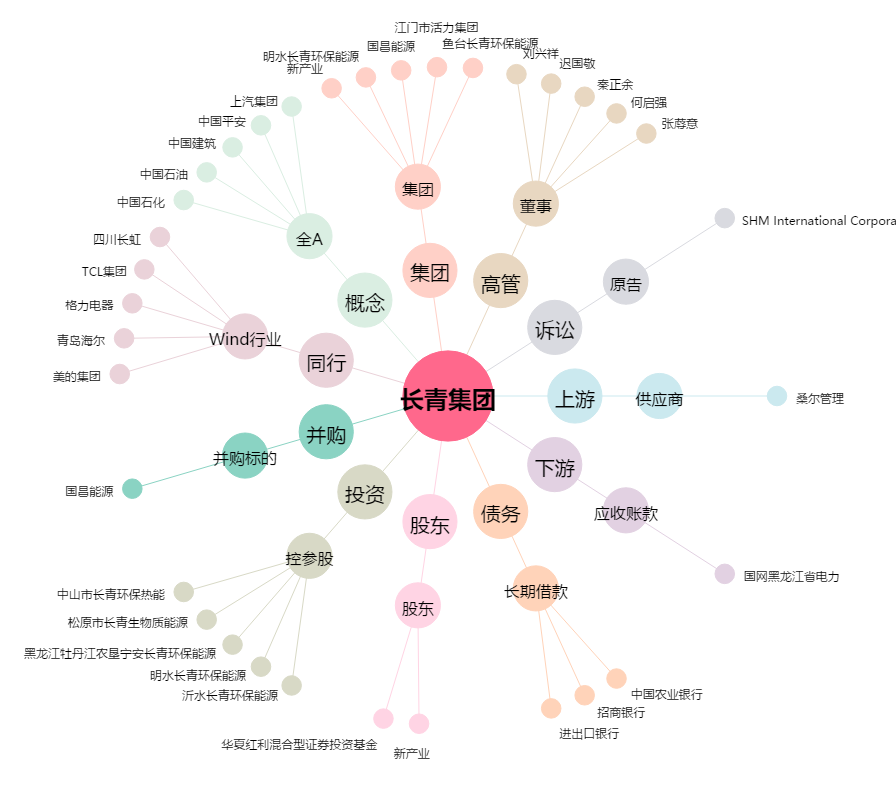 江门市活力集团
国昌能源
鱼台长青环保能源
明水长青环保能源
新产业
刘兴祥
迟国敬
秦正余
何启强
张蓐意
上汽集团
中国平安
中国建筑
中国石油
中国石化
集团
董事
SHM International Corpora
四川长虹
全A
TCL集团
集团
高管
原告
格力电器
概念
青岛海尔
Wind行业
诉讼
美的集团
同行
长青集团
上游
供应商
桑尔管理
并购
并购标的
下游
国昌能源
投资
债务
应收账款
股东
控参股
国网黑龙江省电力
中山市长青环保热能
长期借款
松原市长青生物质能源
股东
黑龙江牡丹江农垦宁安长青环保能源
明水长青环保能源
沂水长青环保能源
中国农业银行
招商银行
进出口银行
华夏红利混合型证券投资基金
新产业